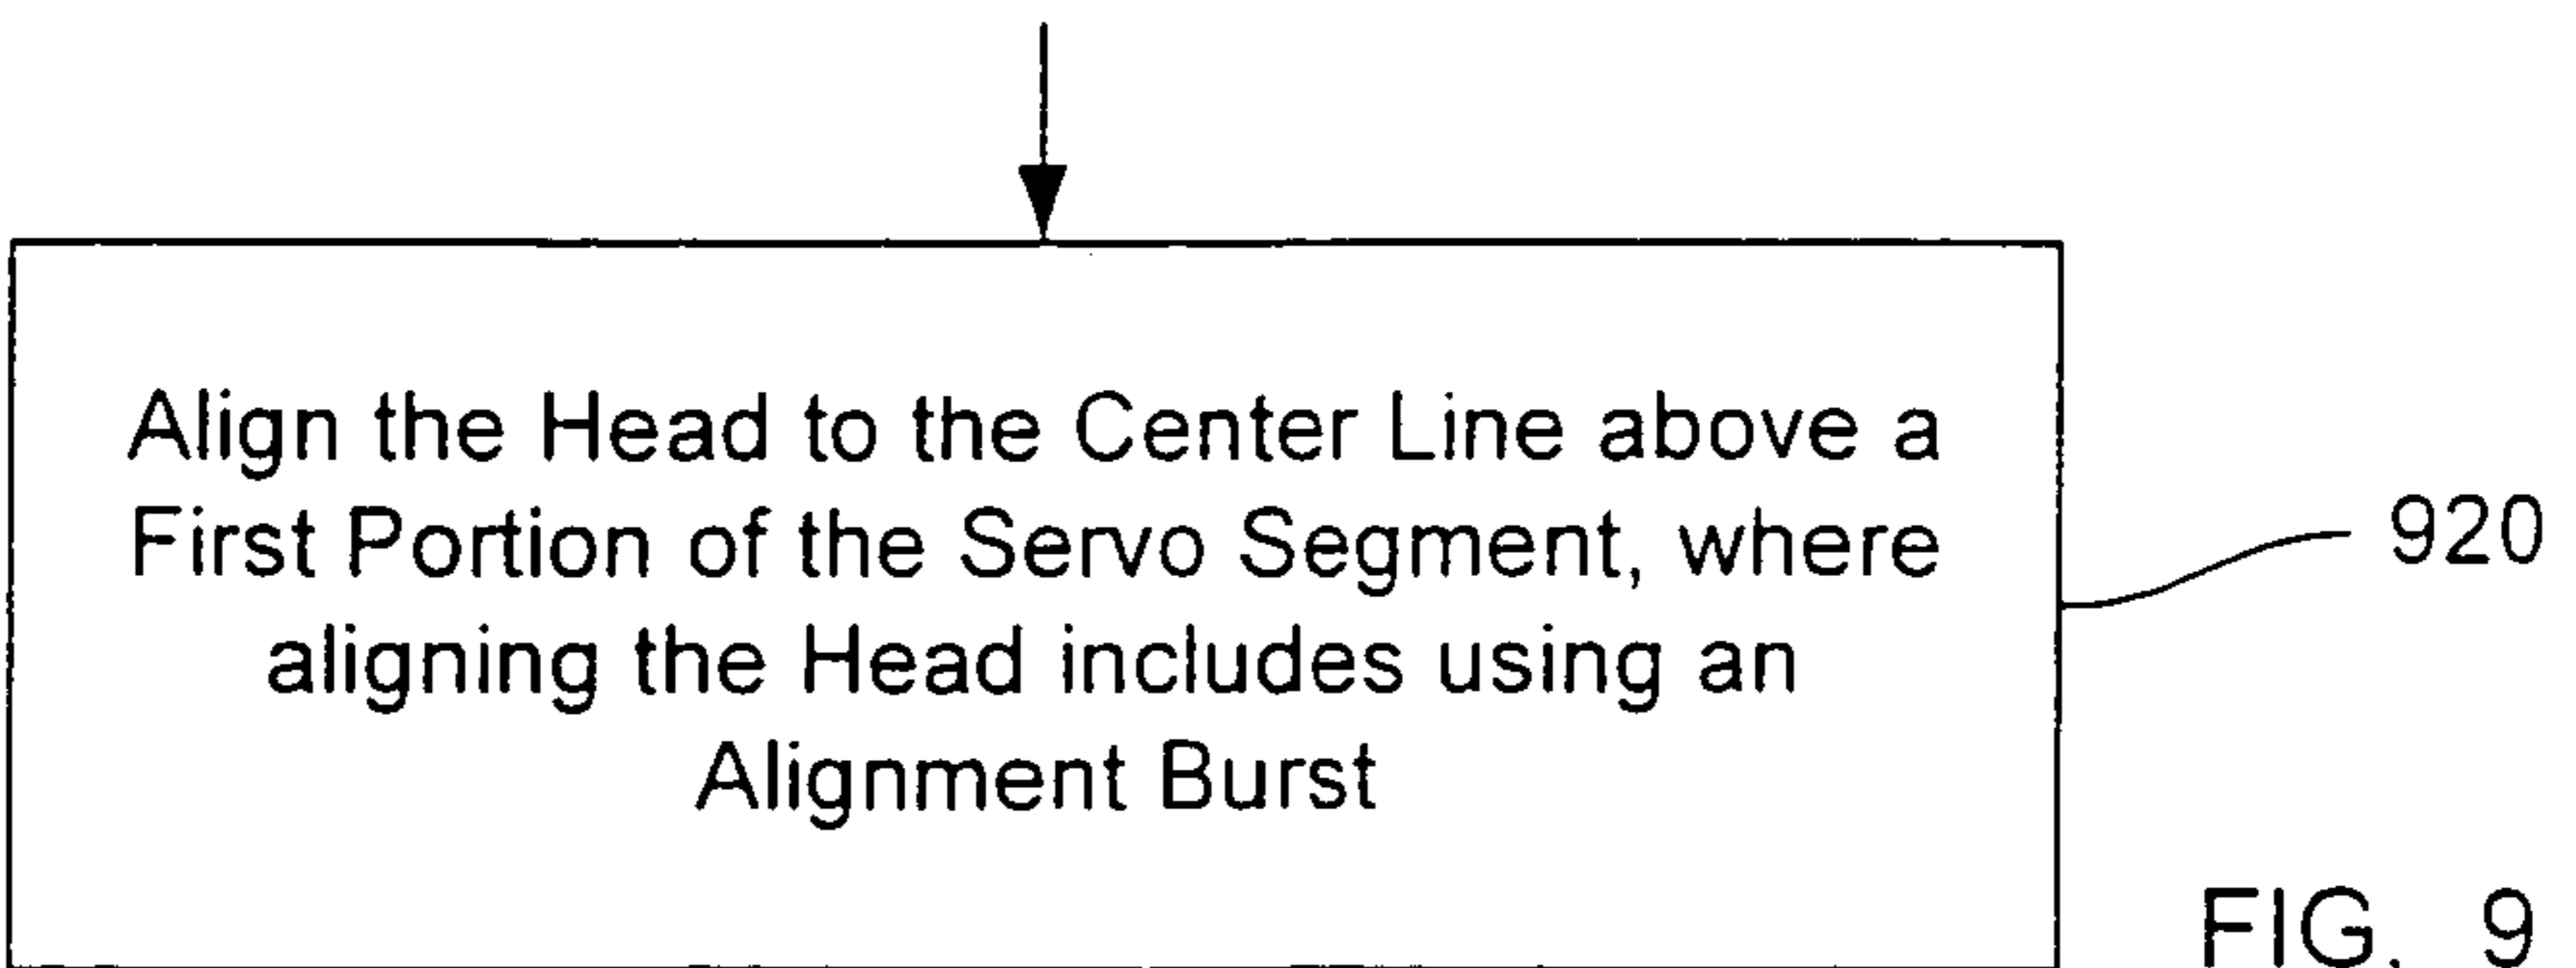 Align the Head to the Center Line above a
First Portion of the Servo Segment, where
aligning the Head includes using an
Alignment Burst
920
FIG. 9